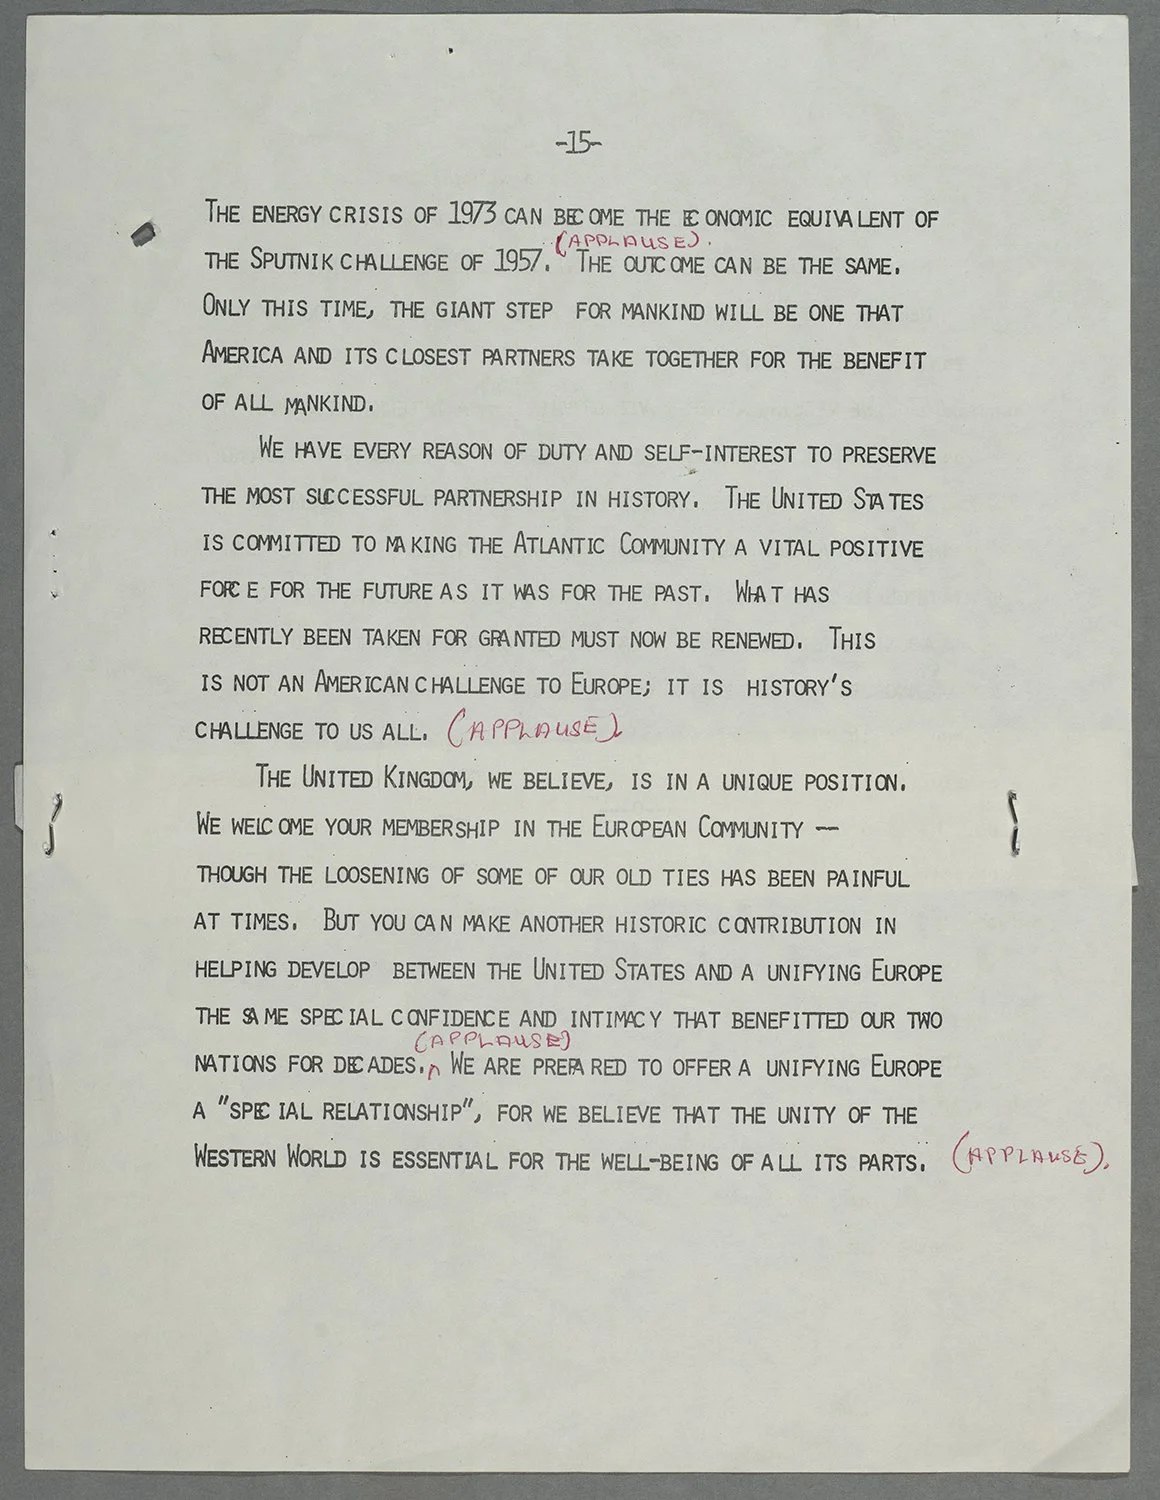 -15-
THE ENERGY CRISIS OF 1973 CAN BECOME THE ECONOMIC EQUIVALENT OF
(APPLAUSE).
THE SPUTNIK CHALLENGE OF 1957. THE OUTCOME CAN BE THE SAME.
ONLY THIS TIME, THE GIANT STEP FOR MANKIND WILL BE ONE THAT
AMERICA AND ITS CLOSEST PARTNERS TAKE TOGETHER FOR THE BENEFIT
OF ALL MANKIND.
WE HAVE EVERY REASON OF DUTY AND SELF-INTEREST TO PRESERVE
THE MOST SUCCESSFUL PARTNERSHIP IN HISTORY. THE UNITED STATES
IS COMMITTED TO MAKING THE ATLANTIC COMMUNITY A VITAL POSITIVE
FORCE FOR THE FUTURE AS IT WAS FOR THE PAST. WHAT HAS
RECENTLY BEEN TAKEN FOR GRANTED MUST NOW BE RENEWED. THIS
IS NOT AN AMERICAN CHALLENGE TO EUROPE; IT IS HISTORY'S
CHALLENGE TO US ALL. (APPLAUSE).
THE UNITED KINGDOM, WE BELIEVE, IS IN A UNIQUE POSITION.
WE WELCOME YOUR MEMBERSHIP IN THE EUROPEAN COMMUNITY --
THOUGH THE LOOSENING OF SOME OF OUR OLD TIES HAS BEEN PAINFUL
AT TIMES. BUT YOU CAN MAKE ANOTHER HISTORIC CONTRIBUTION IN
HELPING DEVELOP BETWEEN THE UNITED STATES AND A UNIFYING EUROPE
THE SAME SPECIAL CONFIDENCE AND INTIMACY THAT BENEFITTED OUR TWO
(APPLAUSE)
NATIONS FOR DECADES. WE ARE PREPARED TO OFFER A UNIFYING EUROPE
A "SPECIAL RELATIONSHIP", FOR WE BELIEVE THAT THE UNITY OF THE
WESTERN WORLD IS ESSENTIAL FOR THE WELL-BEING OF ALL ITS PARTS. (APPLAUSE).